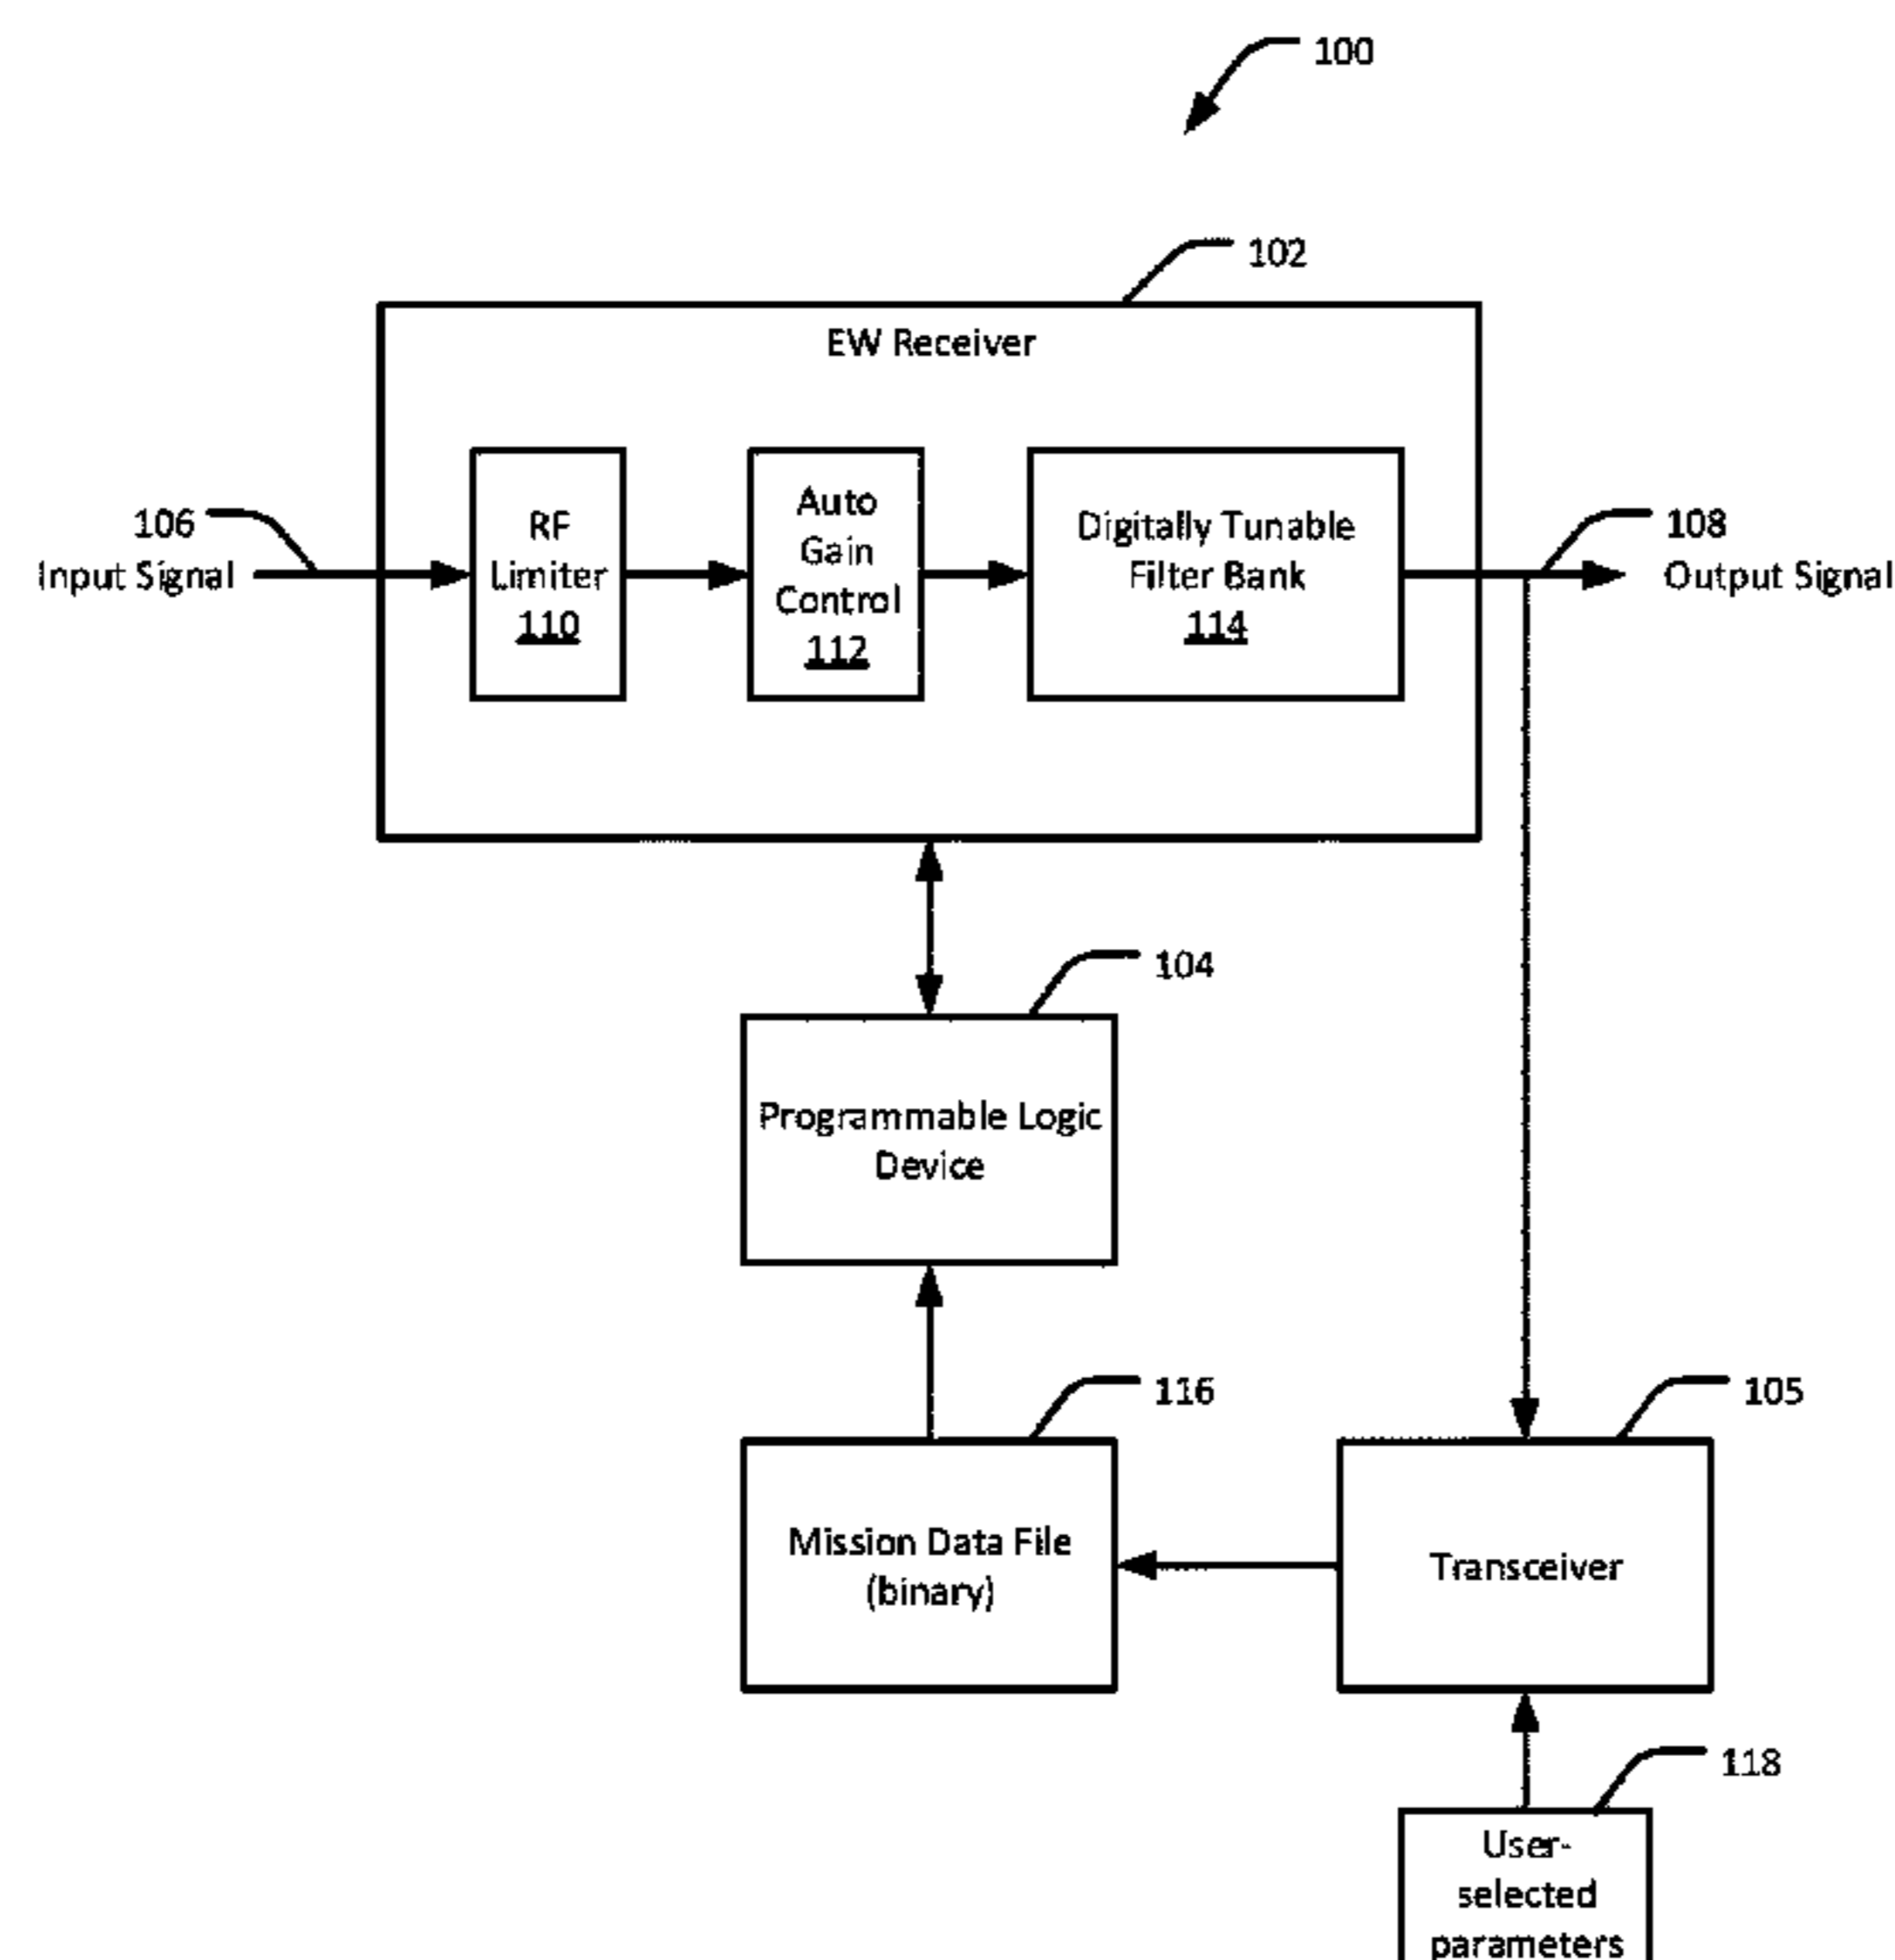 100
102
EW Receiver
106
Input Signal
RF
Limiter
110
Auto
Gain
Control
112
Digitally Tunable
Filter Bank
114
108
Output Signal
104
Programmable Logic
Device
116
Mission Data File
(binary)
105
Transceiver
118
User-
selected
parameters